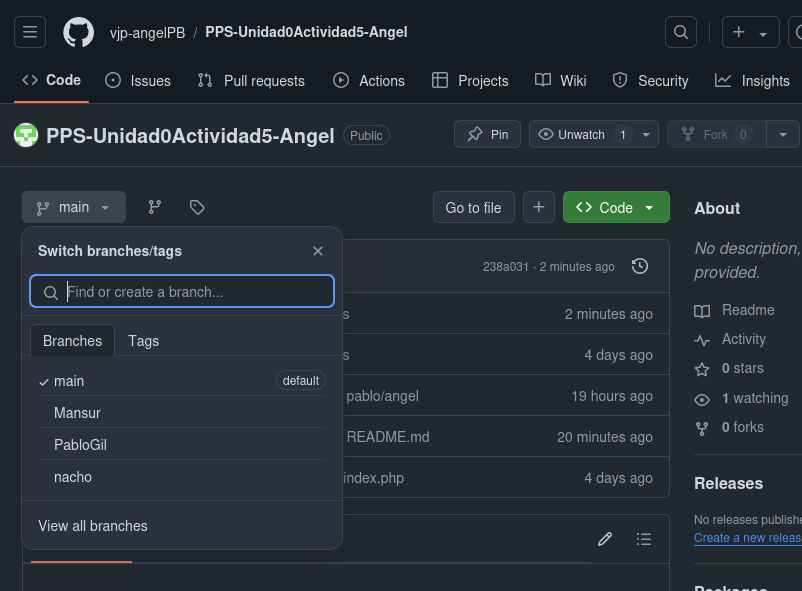 vjp-angelPB / PPS-Unidad0Actividad5-Angel
Code Issues Pull requests Actions Projects Wiki Security Insights
PPS-Unidad0Actividad5-Angel Public Pin Unwatch 1 Fork 0
main Go to file Code
Switch branches/tags
Find or create a branch...
Branches Tags
main default
Mansur
PabloGil
nacho
View all branches
238a031 · 2 minutes ago
s 2 minutes ago
s 4 days ago
pablo/angel 19 hours ago
README.md 20 minutes ago
index.php 4 days ago
About
No description,
provided.
Readme
Activity
0 stars
1 watching
0 forks
Releases
No releases publishe
Create a new releas
Packages